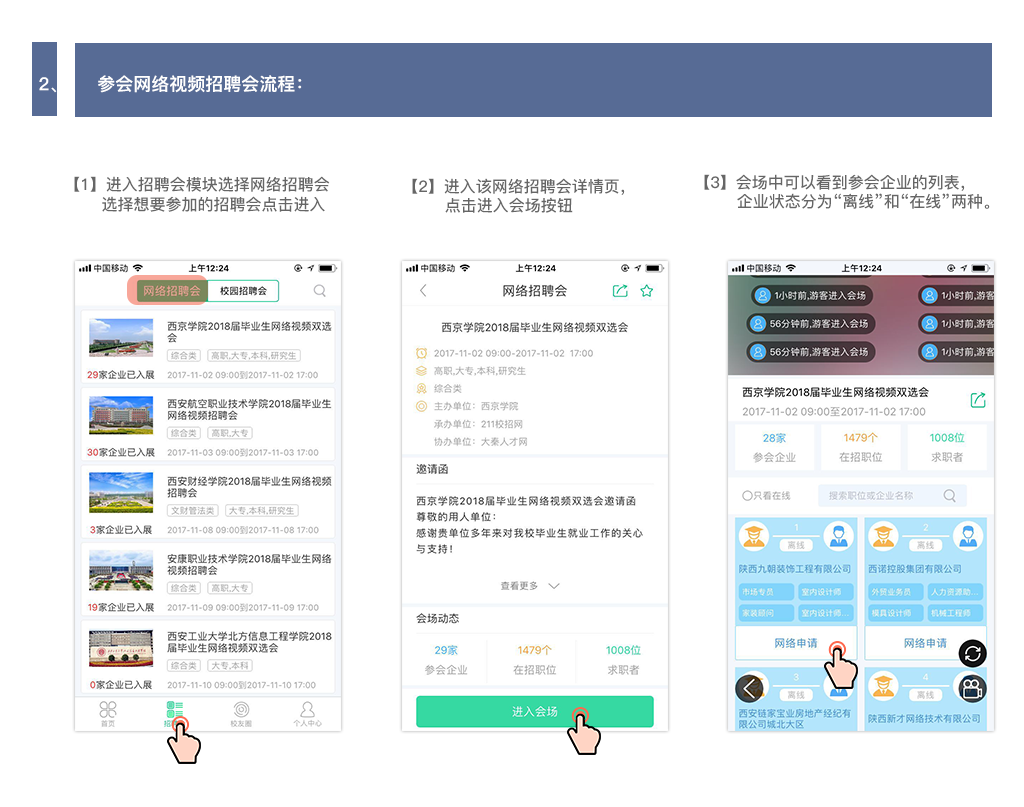 2、
参会网络视频招聘会流程：
【1】进入招聘会模块选择网络招聘会
选择想要参加的招聘会点击进入
中国移动
上午12:24
网络招聘会
校园招聘会
西京学院2018届毕业生网络视频双选
会
综合类
高职,大专,本科,研究生
29家企业已入展
2017-11-02 09:00到2017-11-02 17:00
西安航空职业技术学院2018届毕业生
网络视频招聘会
综合类
高职,大专
30家企业已入展
2017-11-03 09:00到2017-11-03 17:00
西安财经学院2018届毕业生网络视频
招聘会
文财管法类
大专,本科,研究生
3家企业已入展
2017-11-08 09:00到2017-11-08 17:00
安康职业技术学院2018届毕业生网络
视频招聘会
综合类
高职,大专
19家企业已入展
2017-11-09 09:00到2017-11-09 17:00
西安工业大学北方信息工程学院2018
届毕业生网络视频双选会
综合类
大专,本科
0家企业已入展
2017-11-10 09:00到2017-11-10 17:00
首页
校友圈
个人中心
【2】进入该网络招聘会详情页，
点击进入会场按钮
中国移动
上午12:24
网络招聘会
西京学院2018届毕业生网络视频双选会
2017-11-02 09:00-2017-11-02 17:00
高职,大专,本科,研究生
综合类
主办单位：西京学院
承办单位：211校招网
协办单位：大秦人才网
邀请函
西京学院2018届毕业生网络视频双选会邀请函
尊敬的用人单位：
感谢贵单位多年来对我校毕业生就业工作的关心
与支持！
查看更多
会场动态
29家
1479个
1008位
参会企业
在招职位
求职者
进入会场
【3】会场中可以看到参会企业的列表，
企业状态分为“离线”和“在线”两种。
中国移动
上午12:24
1小时前,游客进入会场
1小时前,游客
56分钟前,游客进入会场
1小时前,游客
56分钟前,游客进入会场
1小时前,游客
西京学院2018届毕业生网络视频双选会
2017-11-02 09:00至2017-11-02 17:00
28家
1479个
1008位
参会企业
在招职位
求职者
只看在线
搜索职位或企业名称
1
离线
陕西九朝装饰工程有限公司
市场专员
室内设计师
家装顾问
室内设计师...
网络申请
2
离线
西诺控股集团有限公司
外贸业务员
人力资源助...
模具设计师
机械工程师
网络申请
3
离线
西安链家宝业房地产经纪有
限公司城北大区
4
离线
陕西新才网络技术有限公司